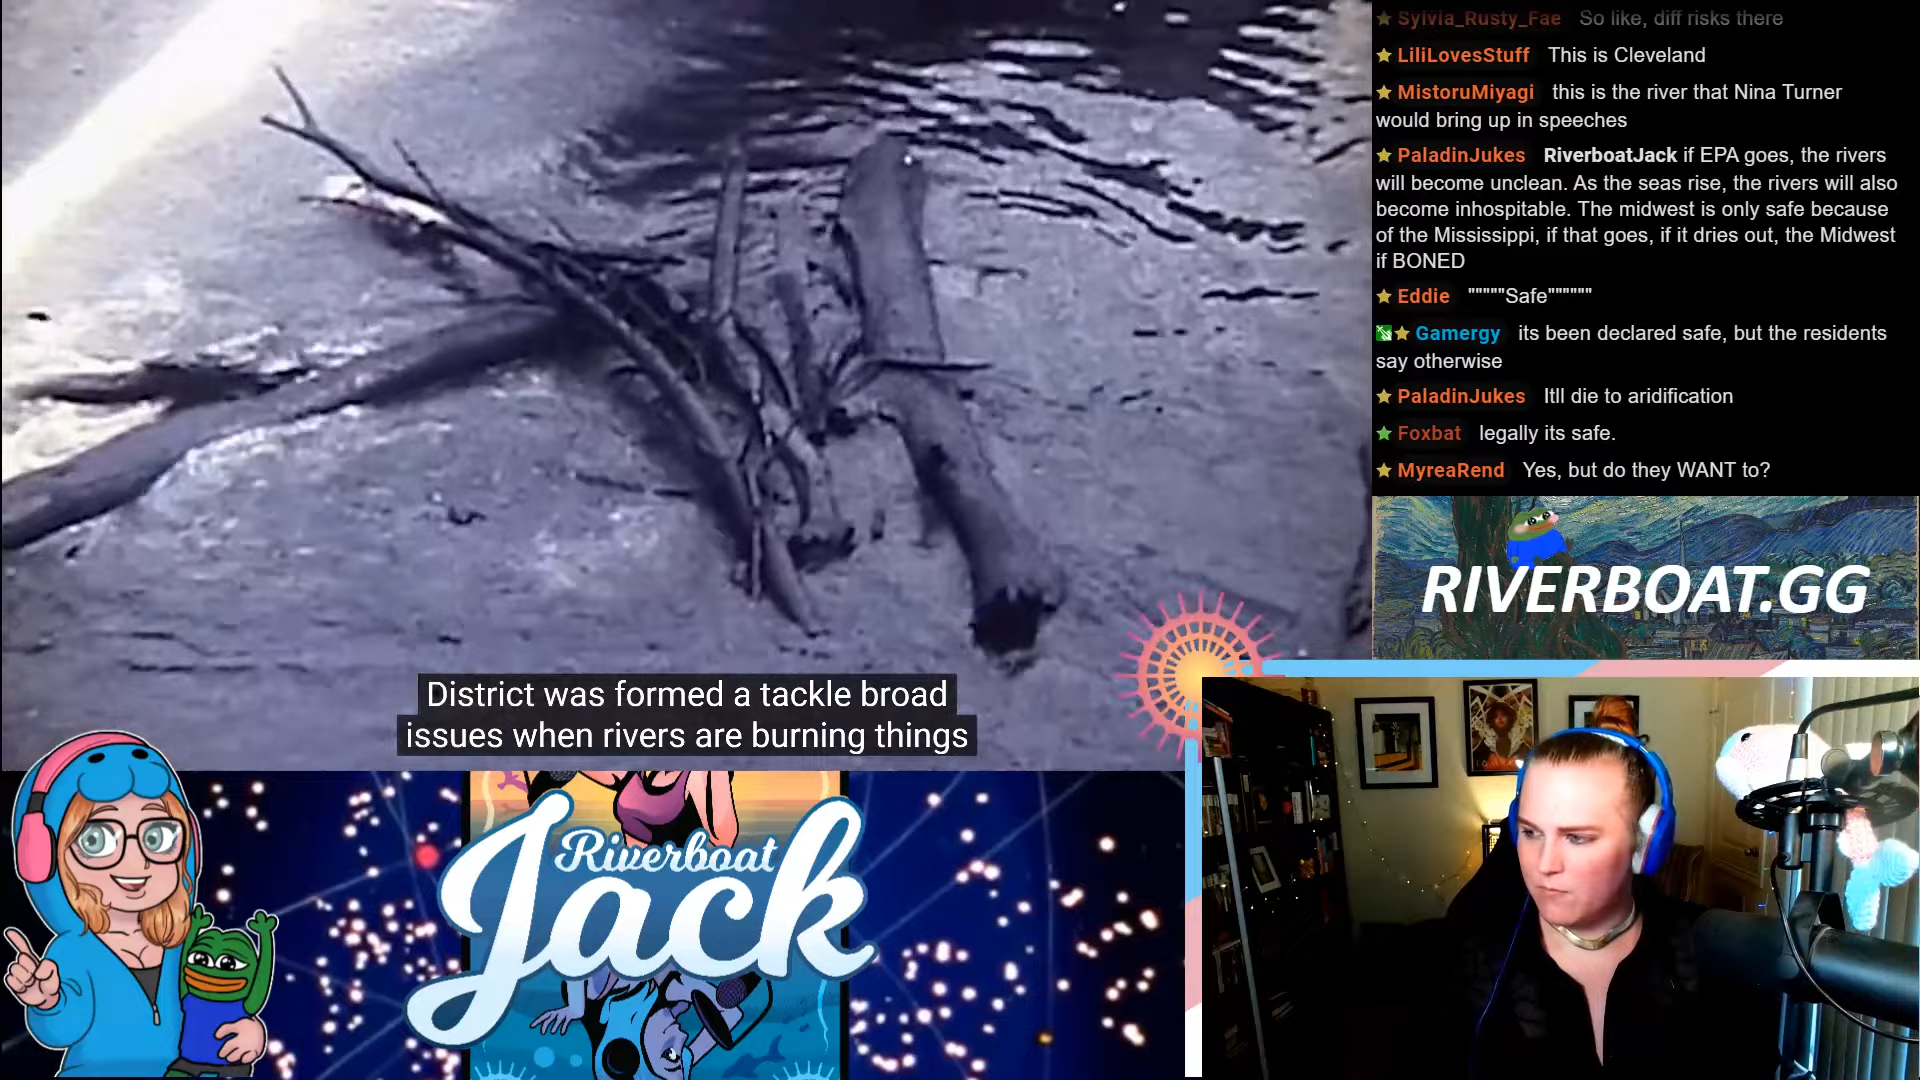 Sylvia_Rusty_Fae So like, diff risks there
LiliLovesStuff This is Cleveland
MistoruMiyagi this is the river that Nina Turner
would bring up in speeches
PaladinJukes RiverboatJack if EPA goes, the rivers
will become unclean. As the seas rise, the rivers will also
become inhospitable. The midwest is only safe because
of the Mississippi, if that goes, if it dries out, the Midwest
if BONED
Eddie """""Safe""""""
Gamergy its been declared safe, but the residents
say otherwise
PaladinJukes Itll die to aridification
Foxbat legally its safe.
MyreaRend Yes, but do they WANT to?
RIVERBOAT.GG
District was formed a tackle broad
issues when rivers are burning things
Riverboat
Jack